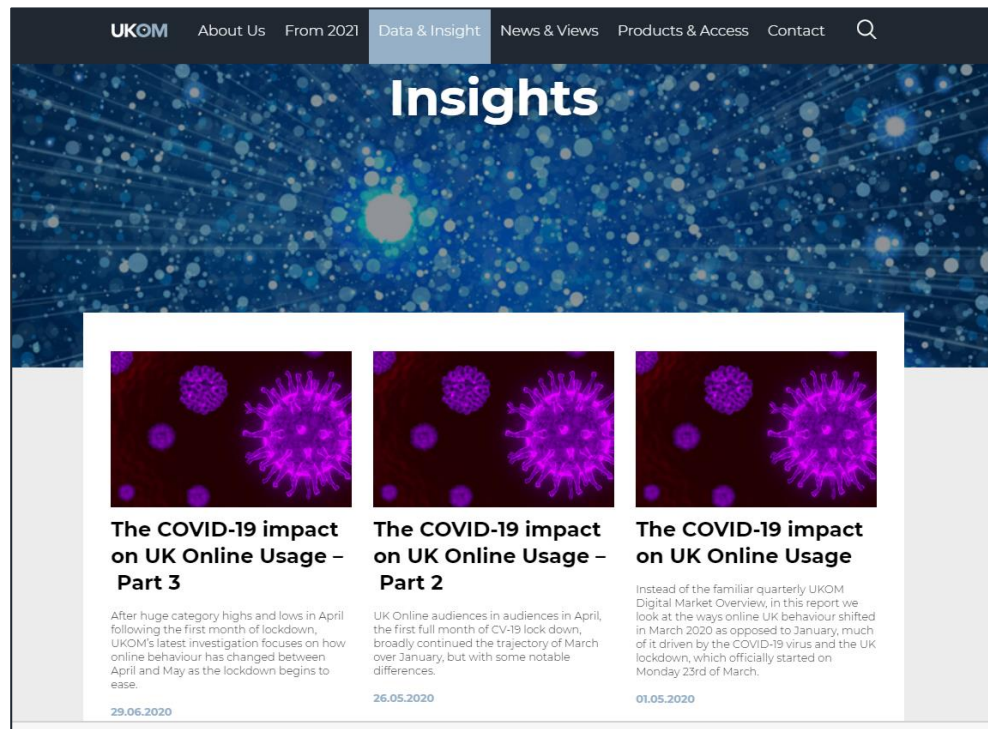 UKOM About Us From 2021 Data & Insight News & Views Products & Access Contact
Insights
The COVID-19 impact
on UK Online Usage –
Part 3
After huge category highs and lows in April
following the first month of lockdown,
UKOM's latest investigation focuses on how
online behaviour has changed between
April and May as the lockdown begins to
ease.
29.06.2020
The COVID-19 impact
on UK Online Usage –
Part 2
UK Online audiences in audiences in April,
the first full month of CV-19 lock down,
broadly continued the trajectory of March
over January, but with some notable
differences.
26.05.2020
The COVID-19 impact
on UK Online Usage
Instead of the familiar quarterly UKOM
Digital Market Overview, in this report we
look at the ways online UK behaviour shifted
in March 2020 as opposed to January, much
of it driven by the COVID-19 virus and the UK
lockdown, which officially started on
Monday 23rd of March.
01.05.2020